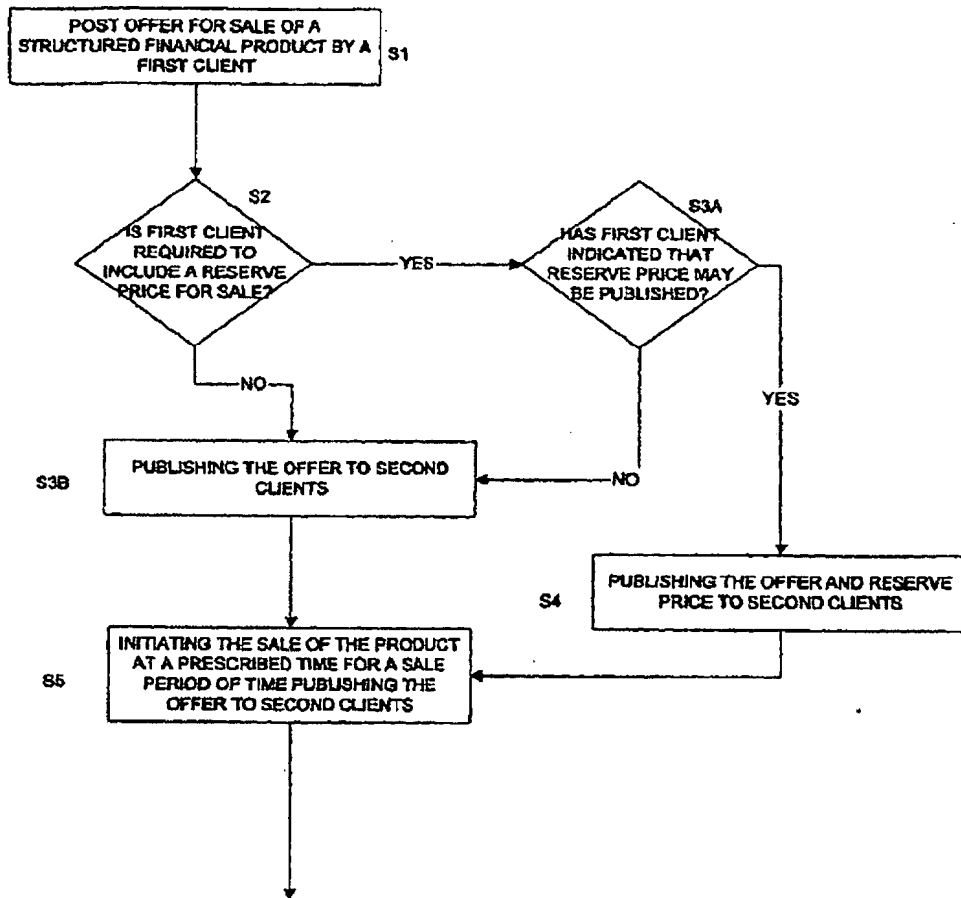 POST OFFER FOR SALE OF A
STRUCTURED FINANCIAL PRODUCT BY A
FIRST CLIENT
S1
S2
IS FIRST CLIENT
REQUIRED TO
INCLUDE A RESERVE
PRICE FOR SALE?
YES
S3A
HAS FIRST CLIENT
INDICATED THAT
RESERVE PRICE MAY
BE PUBLISHED?
NO
YES
S3B
PUBLISHING THE OFFER TO SECOND
CLIENTS
NO
S4
PUBLISHING THE OFFER AND RESERVE
PRICE TO SECOND CLIENTS
S5
INITIATING THE SALE OF THE PRODUCT
AT A PRESCRIBED TIME FOR A SALE
PERIOD OF TIME PUBLISHING THE
OFFER TO SECOND CLIENTS